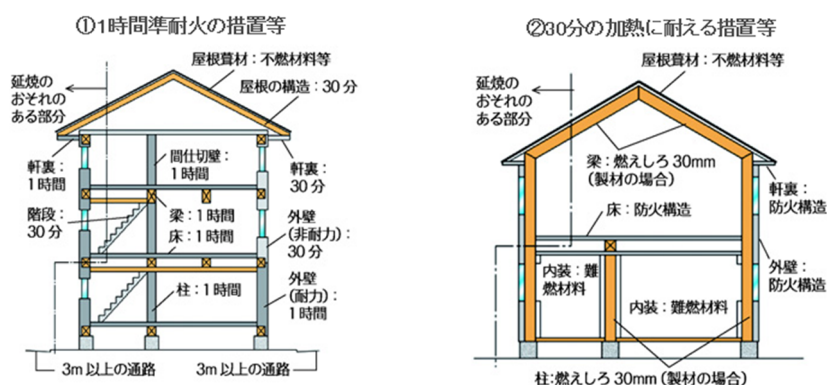 ①1時間準耐火の措置等
屋根葺材：不燃材料等
屋根の構造：30分
延焼の
おそれの
ある部分
軒裏：
1時間
間仕切壁：
1時間
軒裏：
30分
階段：
30分
梁：1時間
床：1時間
外壁
(非耐力)：
30分
柱：1時間
外壁
(耐力)：
1時間
3m以上の通路
3m以上の通路
②30分の加熱に耐える措置等
屋根葺材：不燃材料等
延焼の
おそれの
ある部分
梁：燃えしろ30mm
(製材の場合)
軒裏：
防火構造
床：防火構造
外壁：
防火構造
内装：難
燃材料
内装：難燃材料
柱:燃えしろ30mm(製材の場合)